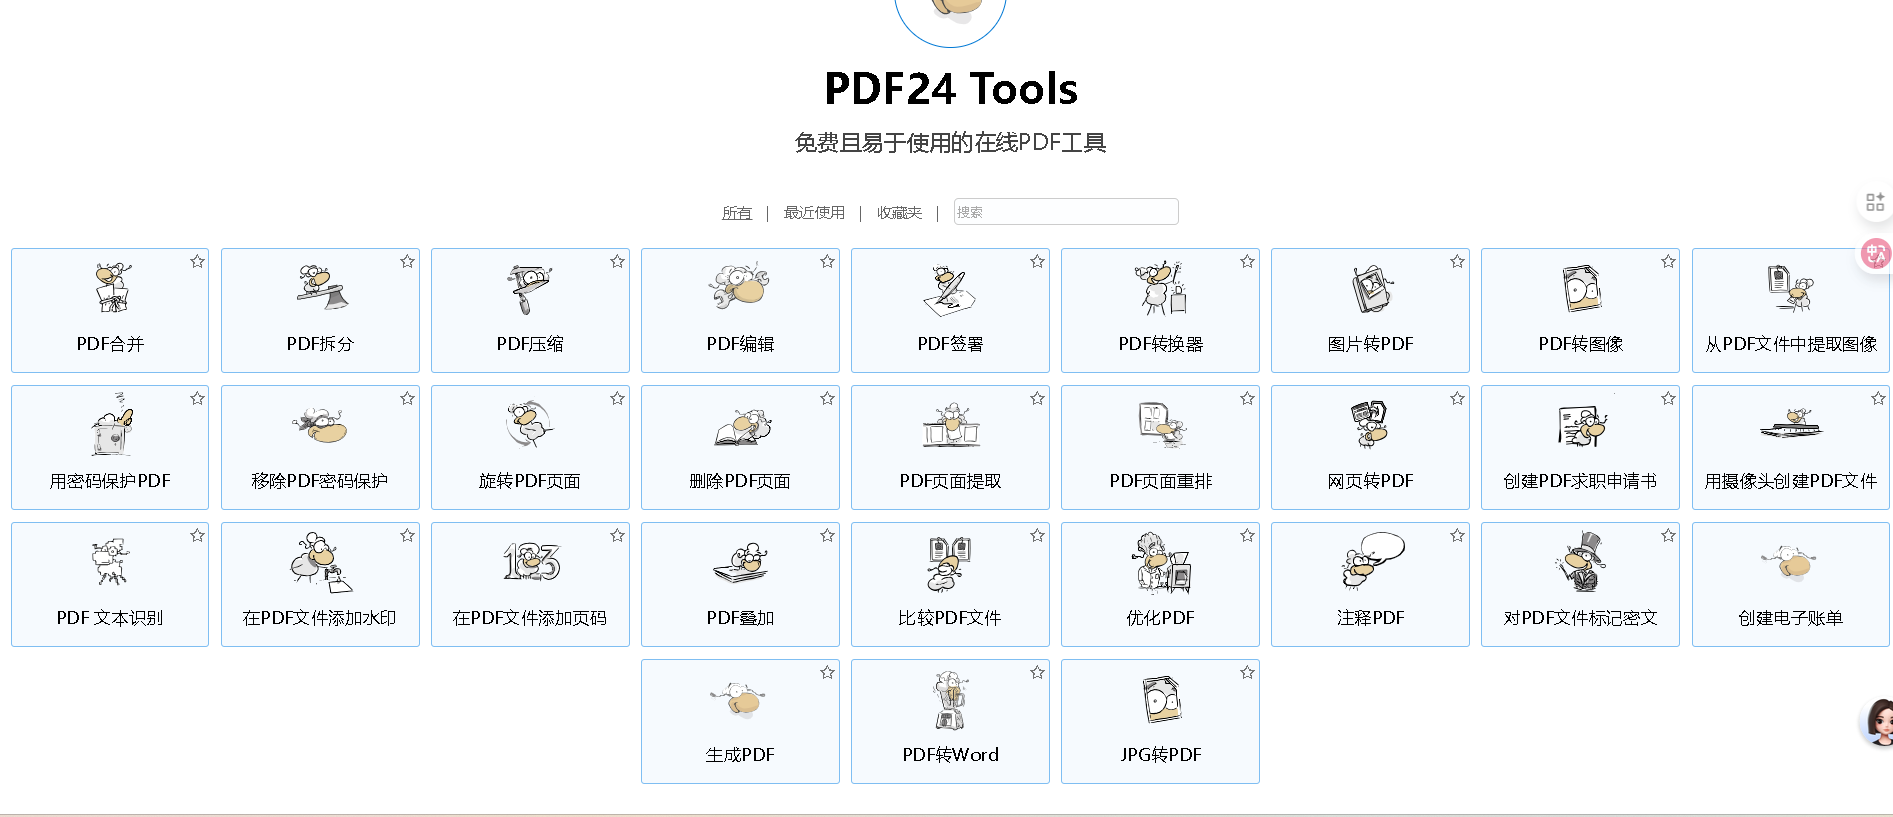 PDF24 Tools
免费且易于使用的在线PDF工具
所有 | 最近使用 | 收藏夹 | 搜索
PDF合并 PDF拆分 PDF压缩 PDF编辑 PDF签署 PDF转换器 图片转PDF PDF转图像 从PDF文件中提取图像
用密码保护PDF 移除PDF密码保护 旋转PDF页面 删除PDF页面 PDF页面提取 PDF页面重排 网页转PDF 创建PDF求职申请书 用摄像头创建PDF文件
PDF 文本识别 在PDF文件添加水印 在PDF文件添加页码 PDF叠加 比较PDF文件 优化PDF 注释PDF 对PDF文件标记密文 创建电子账单
生成PDF PDF转Word JPG转PDF